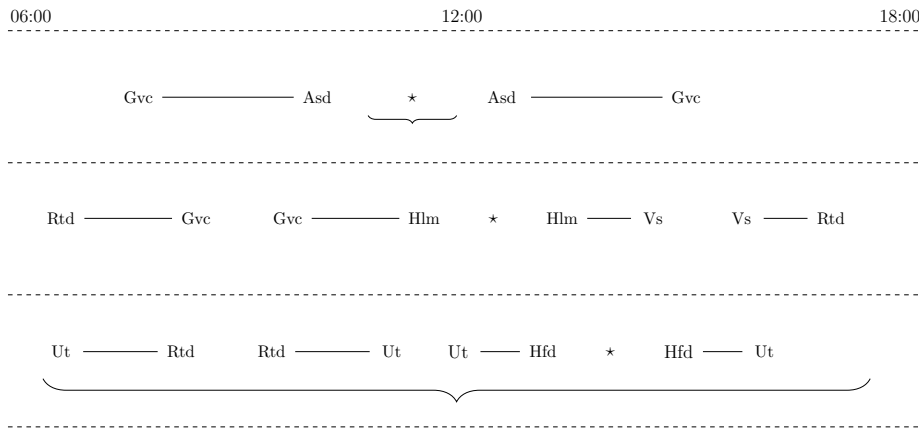 06:00 12:00 18:00
Gvc Asd ⋆ Asd Gvc
Rtd Gvc Gvc Hlm ⋆ Hlm Vs Vs Rtd
Ut Rtd Rtd Ut Ut Hfd ⋆ Hfd Ut